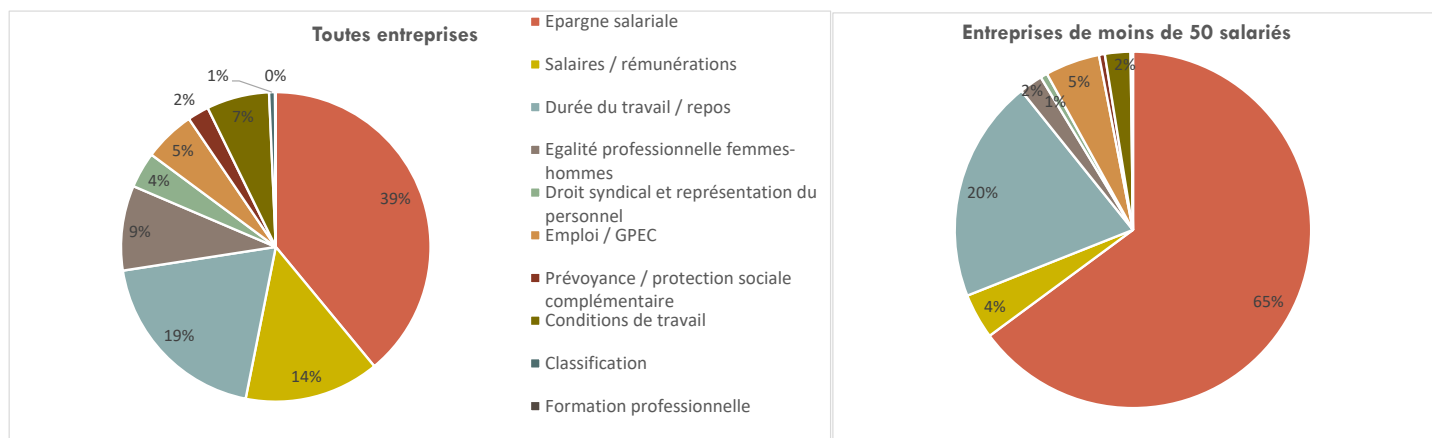 Toutes entreprises
1%
0%
2%
7%
5%
4%
39%
9%
19%
14%
Epargne salariale
Salaires / rémunérations
Durée du travail / repos
Egalité professionnelle femmes-
hommes
Droit syndical et représentation du
personnel
Emploi / GPEC
Prévoyance / protection sociale
complémentaire
Conditions de travail
Classification
Formation professionnelle
Entreprises de moins de 50 salariés
2%
5%
2%
1%
20%
4%
65%